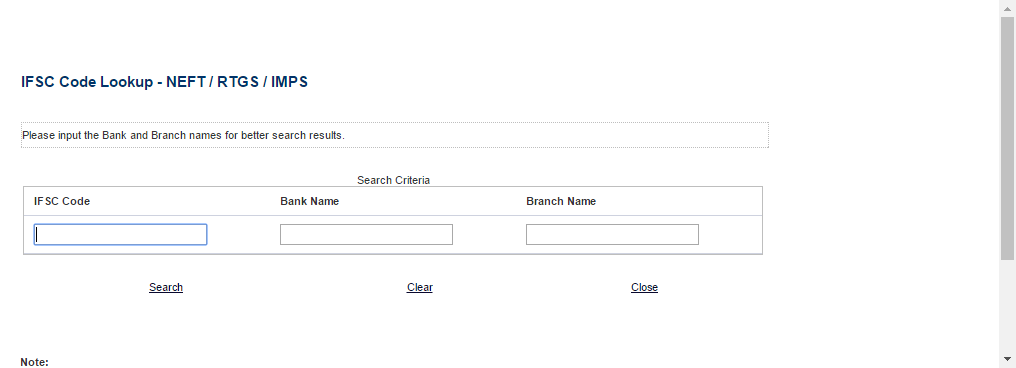 IFSC Code Lookup - NEFT / RTGS / IMPS
Please input the Bank and Branch names for better search results.
Search Criteria
IFSC Code Bank Name Branch Name
Search Clear Close
Note: